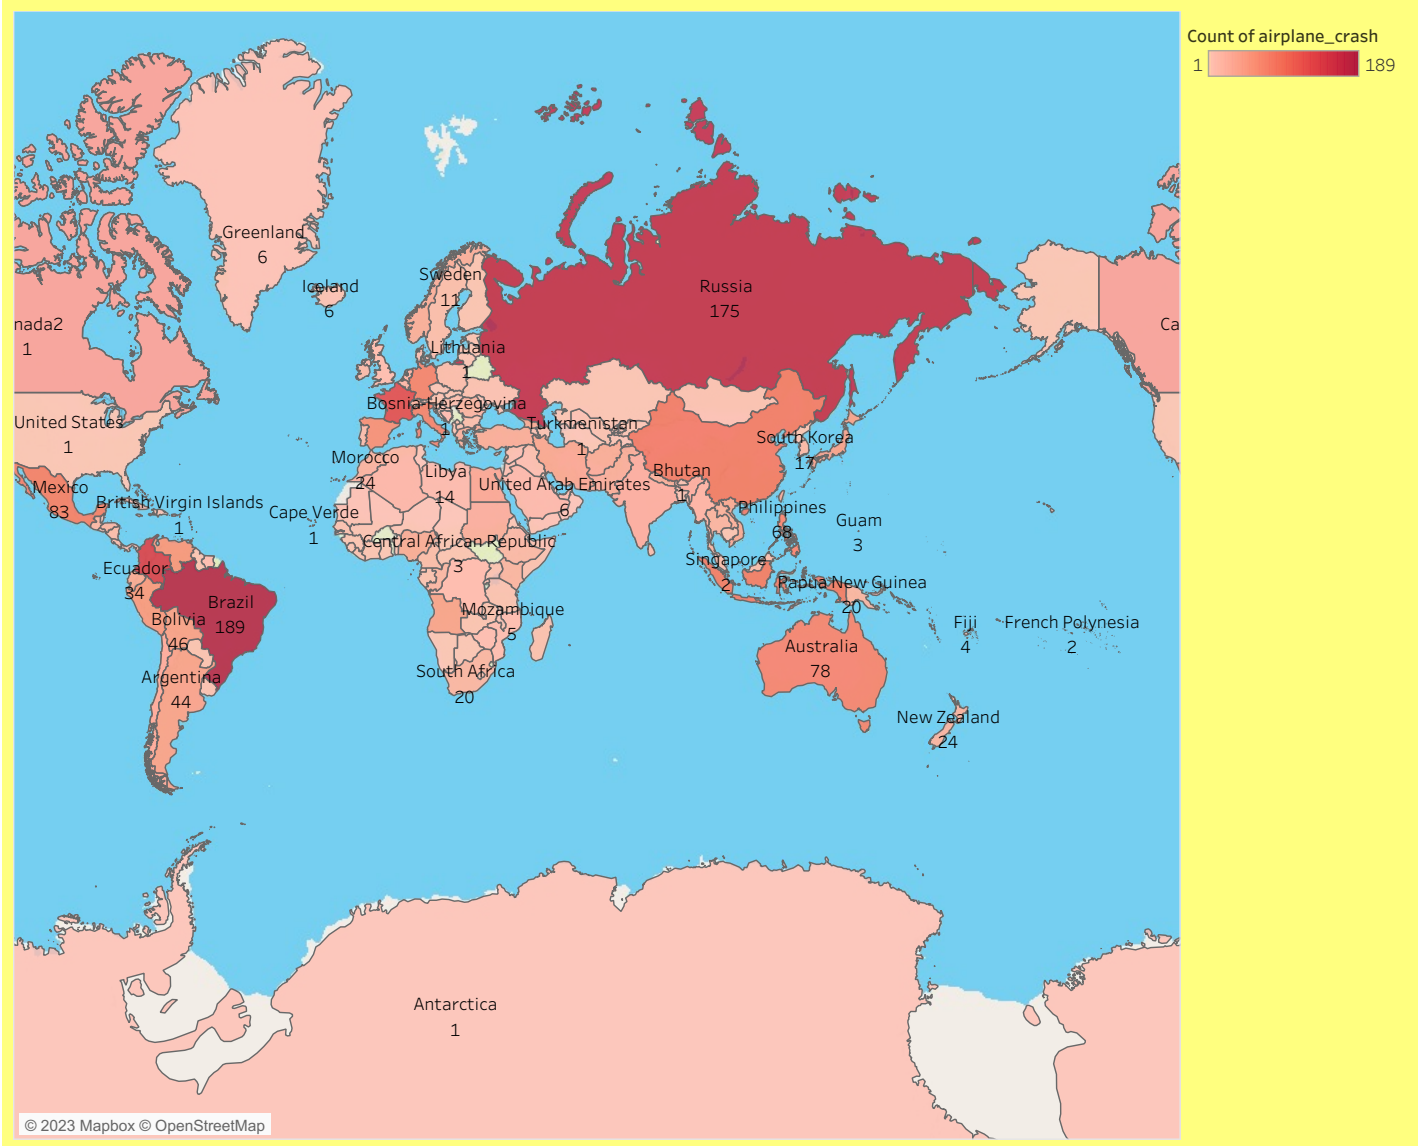 Count of airplane_crash
1 189
Greenland
6
Iceland
6
Sweden
11
Russia
175
nada2
1
Ca
Lithuania
1
Bosnia-Herzegovina
1
United States
1
Turkmenistan
1
South Korea
17
Morocco
24
Libya
14
Bhutan
1
United Arab Emirates
6
Mexico
83
British Virgin Islands
1
Cape Verde
1
Philippines
68
Guam
3
Central African Republic
3
Singapore
2
Ecuador
34
Papua New Guinea
20
Brazil
189
Mozambique
5
Bolivia
46
Fiji
4
French Polynesia
2
Australia
78
South Africa
20
Argentina
44
New Zealand
24
Antarctica
1
© 2023 Mapbox © OpenStreetMap